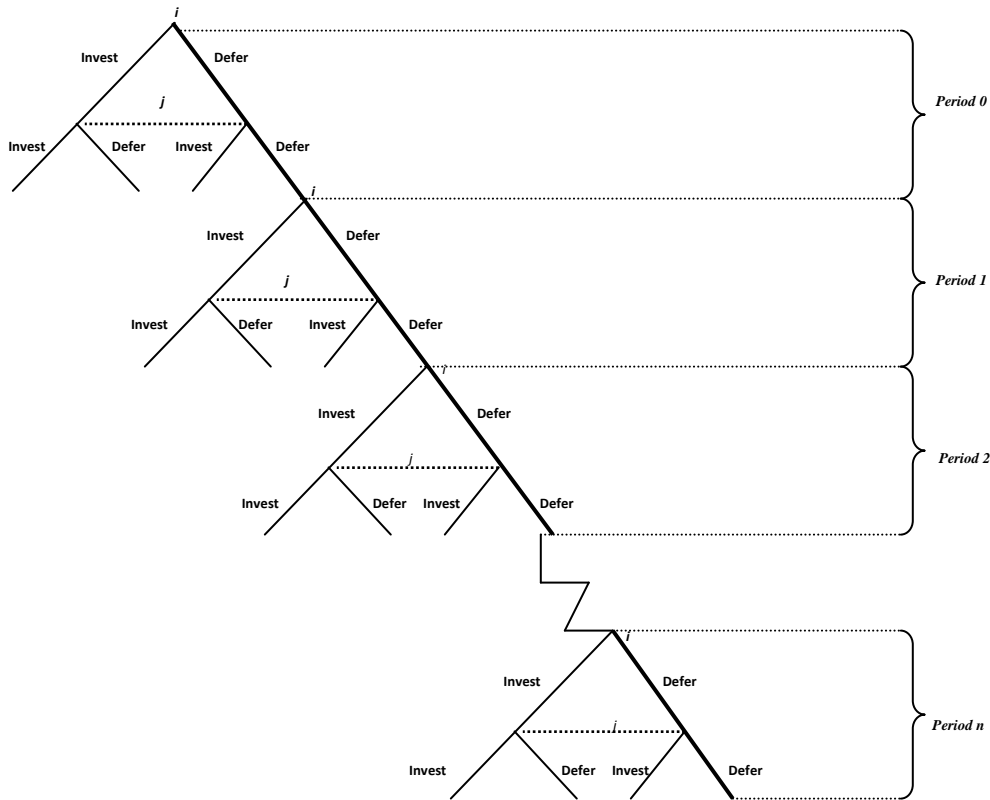 i
Invest Defer
j
Period 0
Invest Defer Invest Defer
i
Invest Defer
j
Period 1
Invest Defer Invest Defer
i
Invest Defer
j
Period 2
Invest Defer Invest Defer
i
Invest Defer
j
Period n
Invest Defer Invest Defer